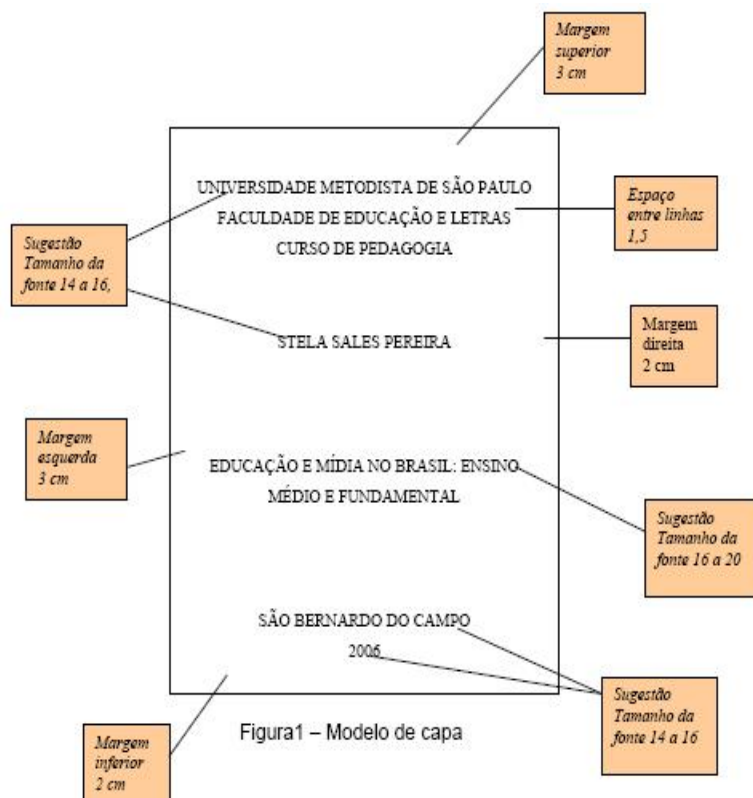 Margem
superior
3 cm
UNIVERSIDADE METODISTA DE SÃO PAULO
FACULDADE DE EDUCAÇÃO E LETRAS
CURSO DE PEDAGOGIA
Espaço
entre linhas
1,5
Sugestão
Tamanho da
fonte 14 a 16,
STELA SALES PEREIRA
Margem
direita
2 cm
Margem
esquerda
3 cm
EDUCAÇÃO E MÍDIA NO BRASIL: ENSINO
MÉDIO E FUNDAMENTAL
Sugestão
Tamanho da
fonte 16 a 20
SÃO BERNARDO DO CAMPO
2006
Sugestão
Tamanho da
fonte 14 a 16
Margem
inferior
2 cm
Figura1 – Modelo de capa